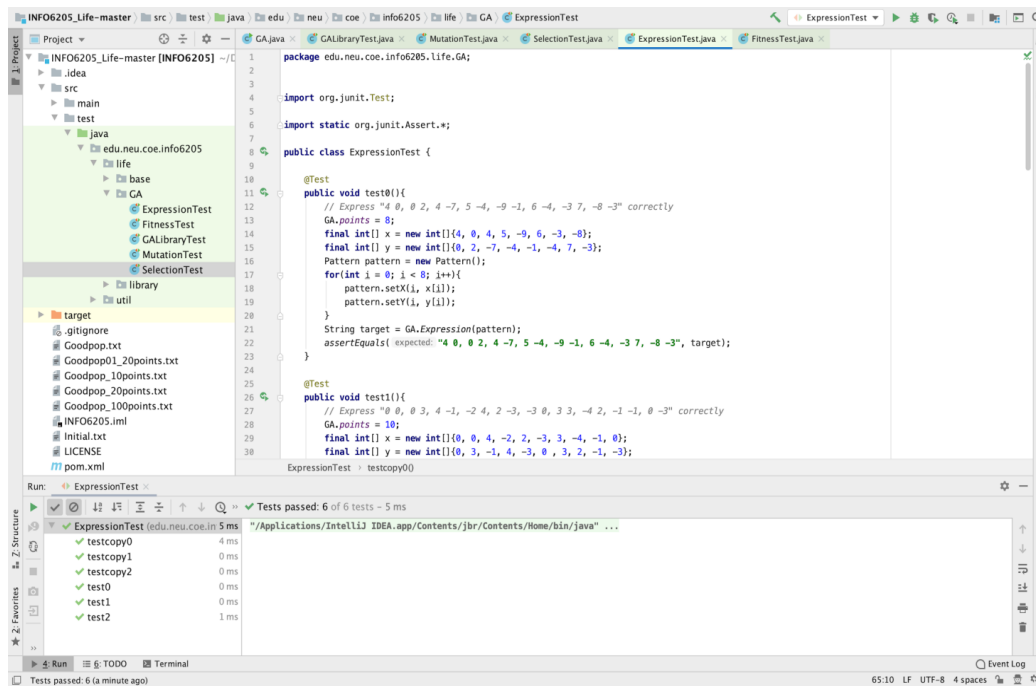 INFO6205_Life-master src test java edu neu coe info6205 life GA ExpressionTest ExpressionTest
1: Project
Project
GA.java GALibraryTest.java MutationTest.java SelectionTest.java ExpressionTest.java FitnessTest.java
INFO6205_Life-master [INFO6205] ~/D
.idea
src
main
test
java
edu.neu.coe.info6205
life
base
GA
ExpressionTest
FitnessTest
GALibraryTest
MutationTest
SelectionTest
library
util
target
.gitignore
Goodpop.txt
Goodpop01_20points.txt
Goodpop_10points.txt
Goodpop_20points.txt
Goodpop_100points.txt
INFO6205.iml
Initial.txt
LICENSE
pom.xml
1 package edu.neu.coe.info6205.life.GA;
2
3
4 import org.junit.Test;
5
6 import static org.junit.Assert.*;
7
8 public class ExpressionTest {
9
10 @Test
11 public void test0(){
12 // Express "4 0, 0 2, 4 -7, 5 -4, -9 -1, 6 -4, -3 7, -8 -3" correctly
13 GA.points = 8;
14 final int[] x = new int[]{4, 0, 4, 5, -9, 6, -3, -8};
15 final int[] y = new int[]{0, 2, -7, -4, -1, -4, 7, -3};
16 Pattern pattern = new Pattern();
17 for(int i = 0; i < 8; i++){
18 pattern.setX(i, x[i]);
19 pattern.setY(i, y[i]);
20 }
21 String target = GA.Expression(pattern);
22 assertEquals( expected: "4 0, 0 2, 4 -7, 5 -4, -9 -1, 6 -4, -3 7, -8 -3", target);
23 }
24
25 @Test
26 public void test1(){
27 // Express "0 0, 0 3, 4 -1, -2 4, 2 -3, -3 0, 3 3, -4 2, -1 -1, 0 -3" correctly
28 GA.points = 10;
29 final int[] x = new int[]{0, 0, 4, -2, 2, -3, 3, -4, -1, 0};
30 final int[] y = new int[]{0, 3, -1, 4, -3, 0 , 3, 2, -1, -3};
ExpressionTest › testcopy0()
Run: ExpressionTest
» Tests passed: 6 of 6 tests – 5 ms
ExpressionTest (edu.neu.coe.in 5 ms
testcopy0 4 ms
testcopy1 0 ms
testcopy2 0 ms
test0 0 ms
test1 0 ms
test2 1 ms
"/Applications/IntelliJ IDEA.app/Contents/jbr/Contents/Home/bin/java" ...
Z: Structure
2: Favorites
»
4: Run 6: TODO Terminal Event Log
Tests passed: 6 (a minute ago) 65:10 LF UTF-8 4 spaces